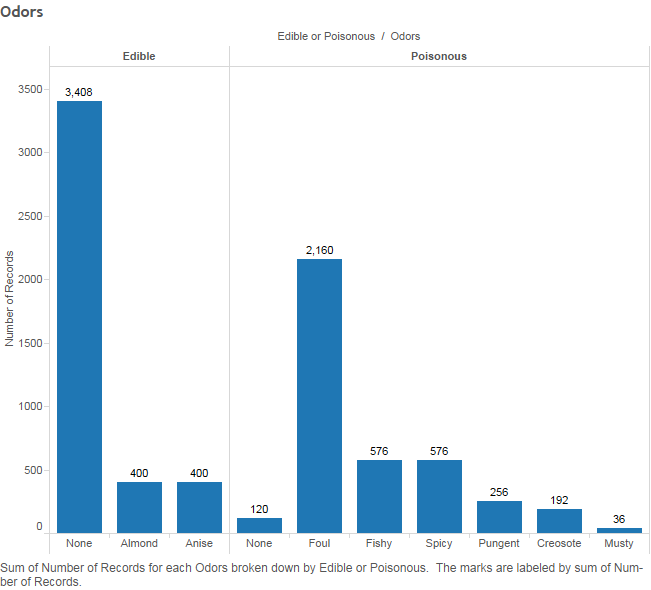 Odors
Edible or Poisonous / Odors
Edible Poisonous
3500
3000
2500
2000
1500
1000
500
0
Number of Records
3,408 400 400 120 2,160 576 576 256 192 36
None Almond Anise None Foul Fishy Spicy Pungent Creosote Musty
Sum of Number of Records for each Odors broken down by Edible or Poisonous. The marks are labeled by sum of Num-
ber of Records.